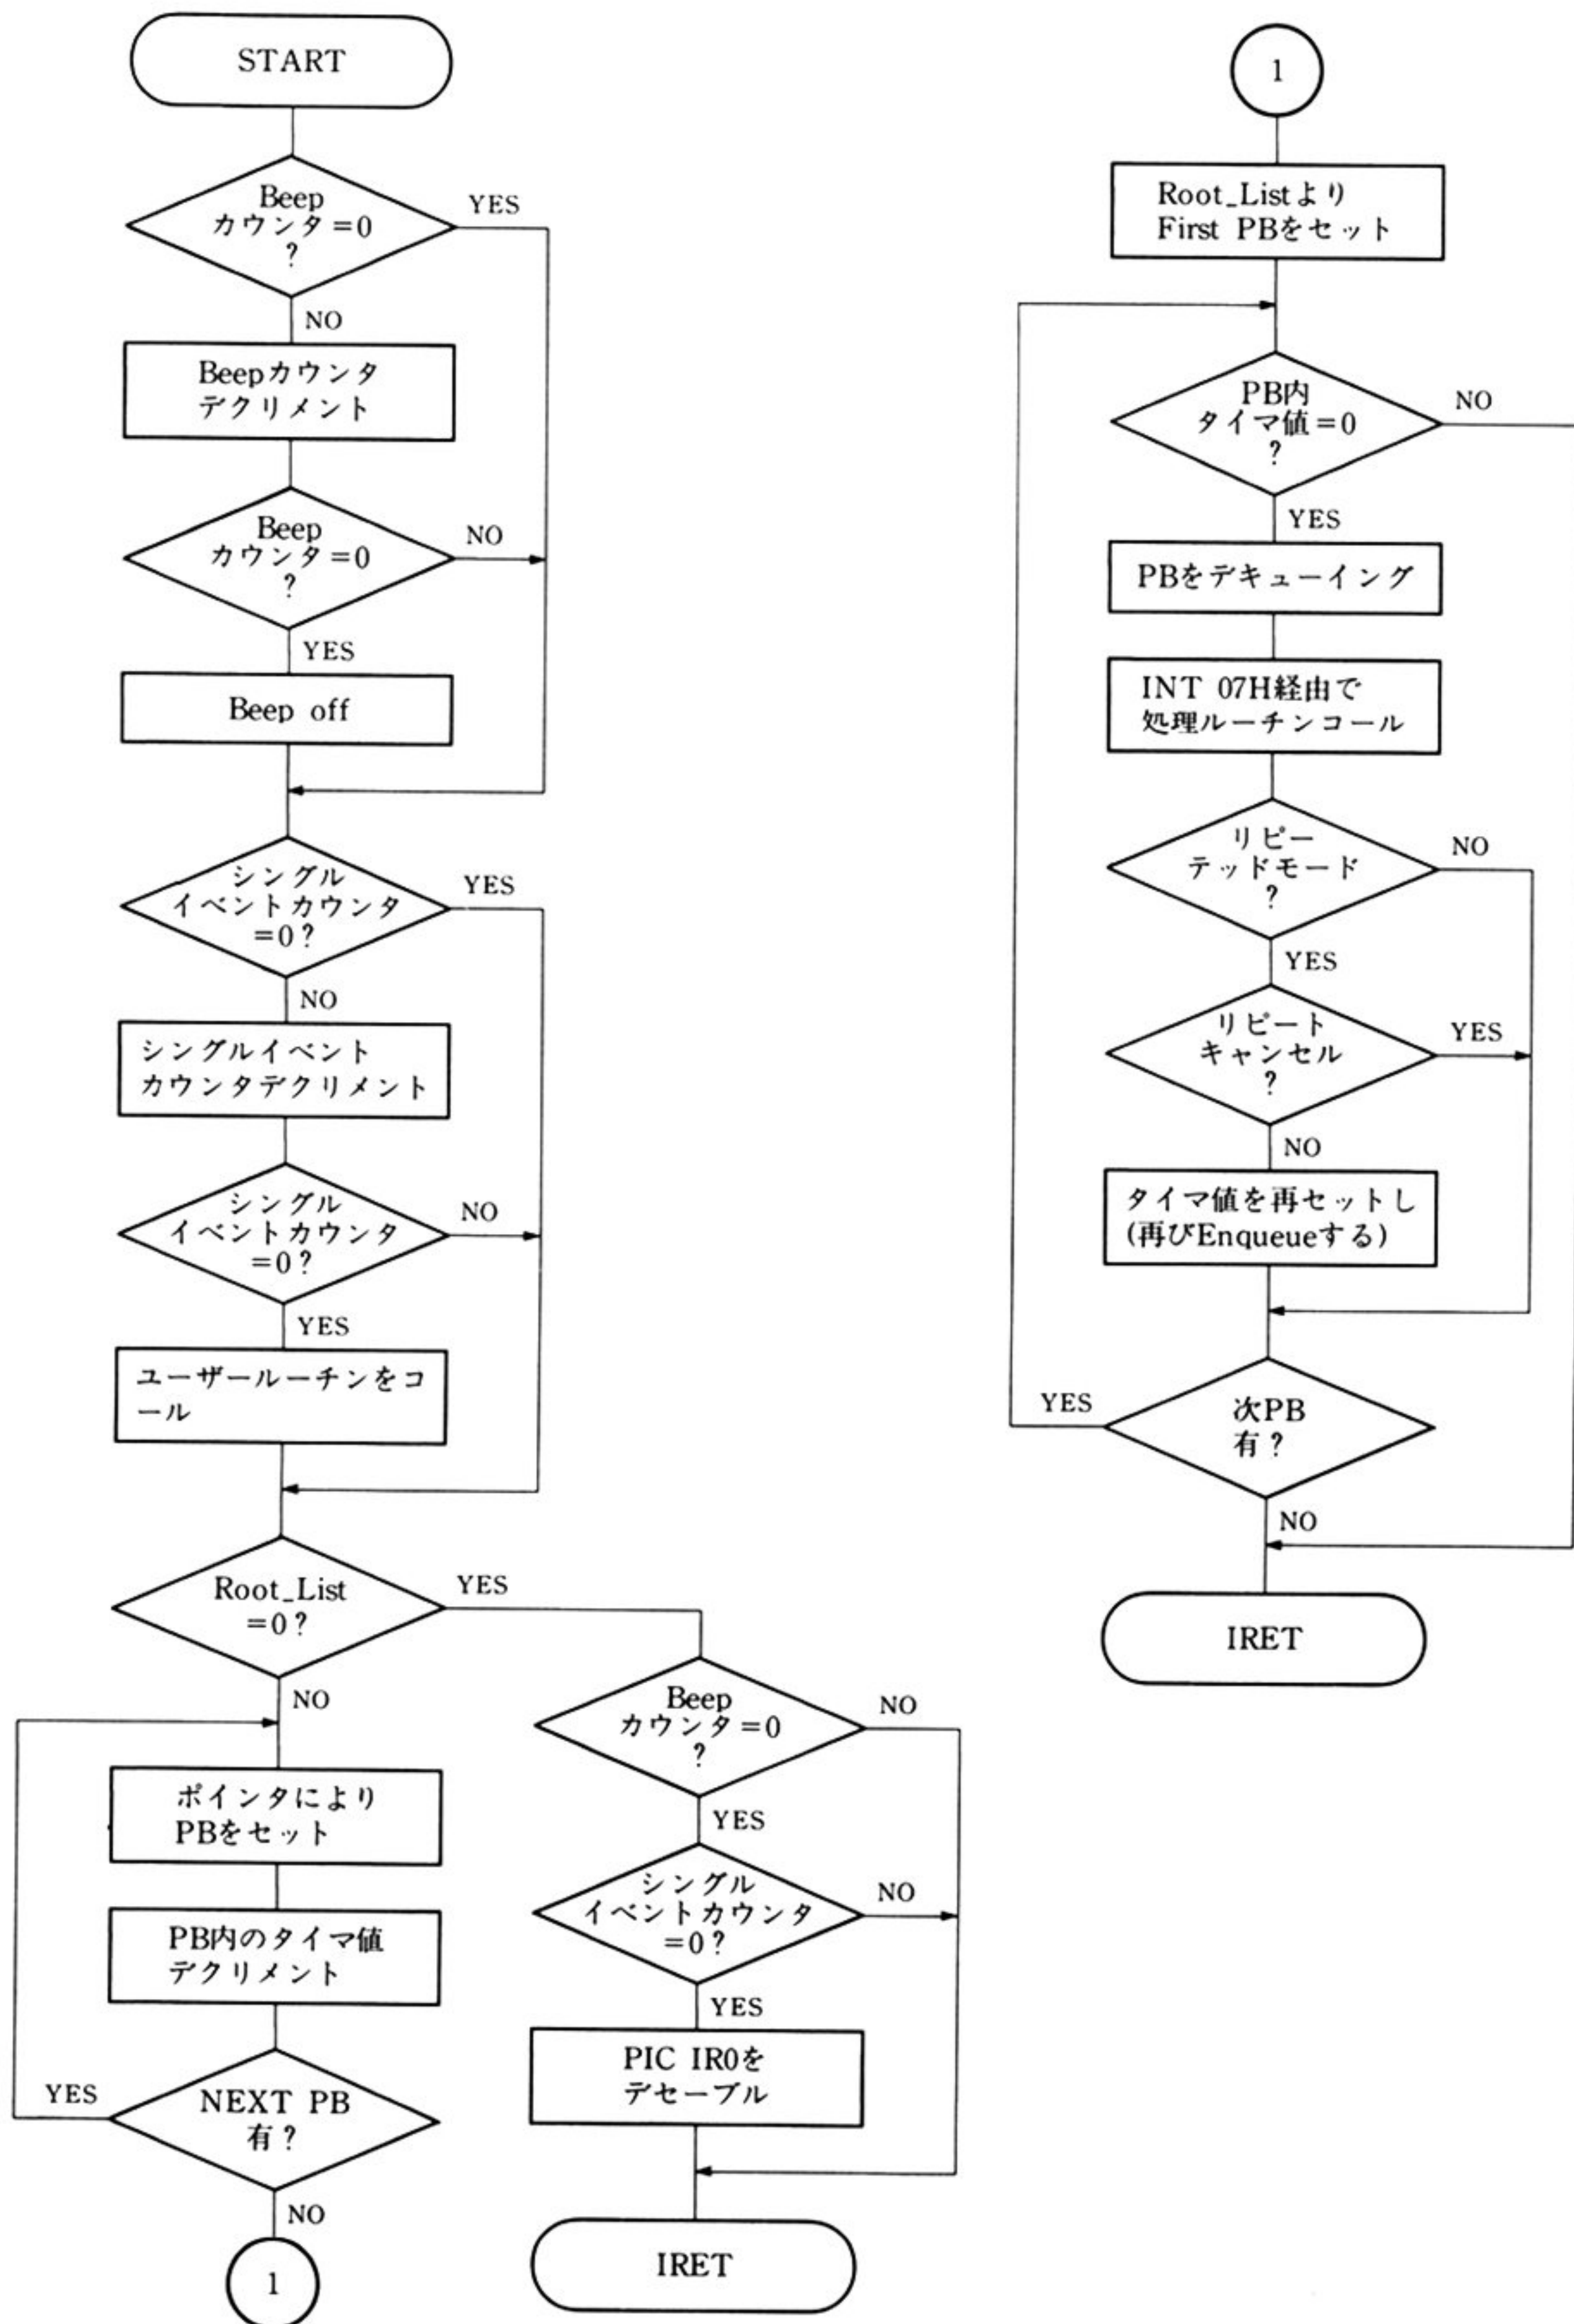 START
Beep
カウンタ=0
?
YES
NO
Beepカウンタ
デクリメント
Beep
カウンタ=0
?
NO
YES
Beep off
シングル
イベントカウンタ
=0?
YES
NO
シングルイベント
カウンタデクリメント
シングル
イベントカウンタ
=0?
NO
YES
ユーザールーチンをコ
ール
Root_List
=0?
YES
NO
ポインタにより
PBをセット
PB内のタイマ値
デクリメント
NEXT PB
有?
YES
NO
1
Beep
カウンタ=0
?
NO
YES
シングル
イベントカウンタ
=0?
NO
YES
PIC IR0を
デセーブル
IRET
1
Root_Listより
First PBをセット
PB内
タイマ値=0
?
NO
YES
PBをデキューイング
INT 07H経由で
処理ルーチンコール
リピー
テッドモード
?
NO
YES
リピート
キャンセル
?
YES
NO
タイマ値を再セットし
(再びEnqueueする)
次PB
有?
YES
NO
IRET